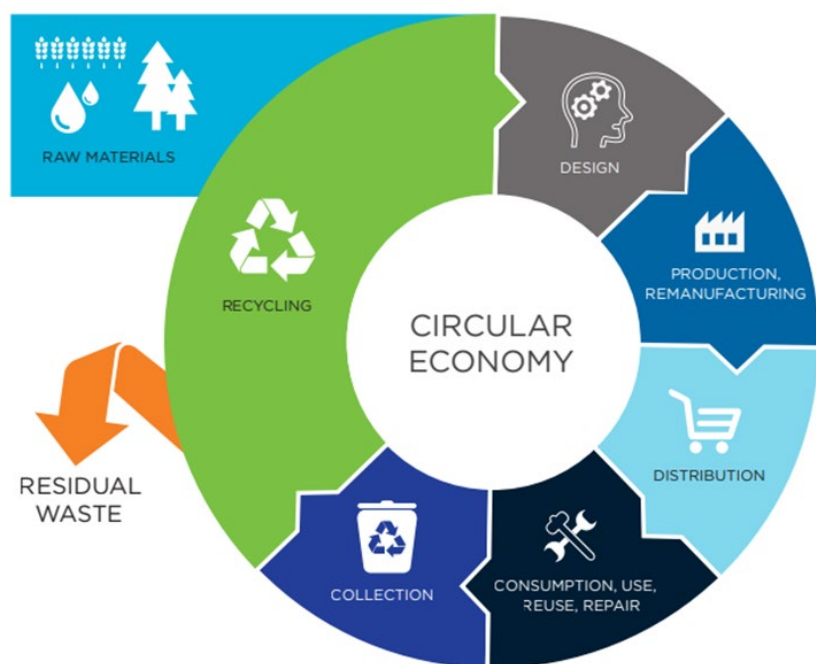 RAW MATERIALS
DESIGN
PRODUCTION,
REMANUFACTURING
RECYCLING
CIRCULAR
ECONOMY
DISTRIBUTION
RESIDUAL
WASTE
CONSUMPTION, USE,
REUSE, REPAIR
COLLECTION